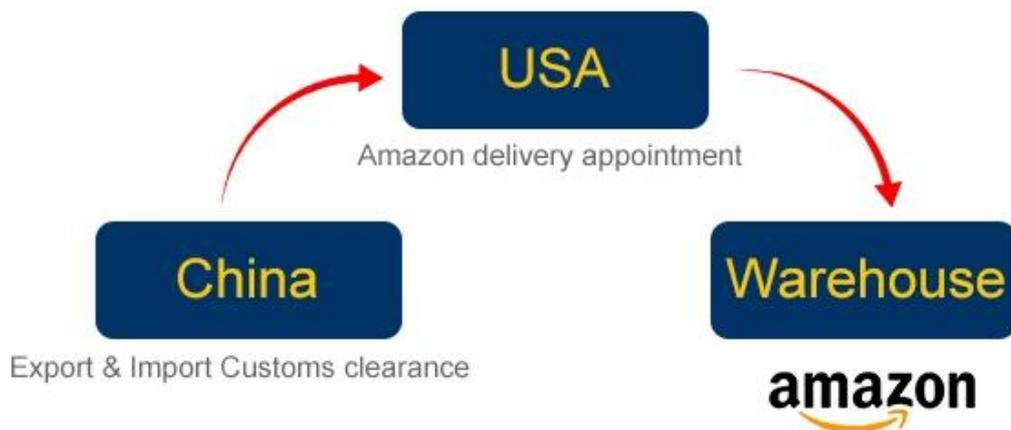 USA
Amazon delivery appointment
China
Warehouse
Export & Import Customs clearance
amazon